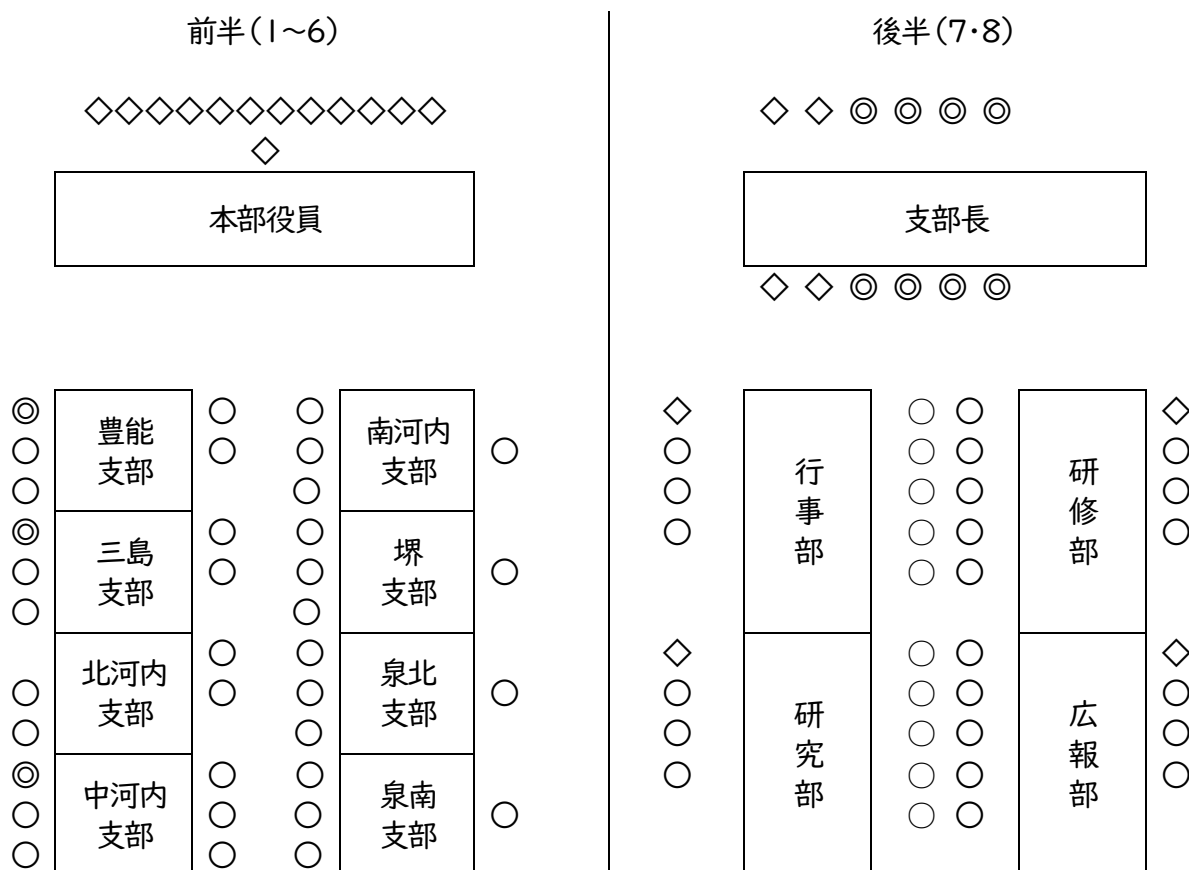 前半(1～6)
◇◇◇◇◇◇◇◇◇◇◇◇
◇
本部役員
◎ 豊能 ○ ○ 南河内
○ 支部 ○ ○ 支部 ○
○ ○
◎ 三島 ○ ○ 堺
○ 支部 ○ ○ 支部 ○
○ ○
北河内 ○ ○ 泉北
○ 支部 ○ ○ 支部 ○
○ ○
◎ 中河内 ○ ○ 泉南
○ 支部 ○ ○ 支部 ○
○ ○ ○
後半(7・8)
◇ ◇ ◎ ◎ ◎ ◎
支部長
◇ ◇ ◎ ◎ ◎ ◎
◇ ○ ○ ◇
○ ○ ○ ○
○ ○ ○ ○
○ ○ ○ ○
○ ○
行事部
研修部
◇ ○ ○ ◇
○ ○ ○ ○
○ ○ ○ ○
○ ○ ○ ○
○ ○
研究部
広報部